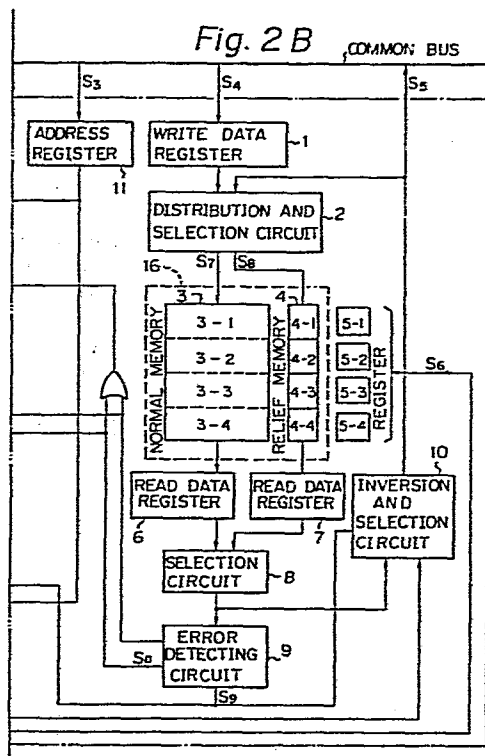 Fig. 2B
COMMON BUS
S3
S4
S5
ADDRESS REGISTER
11
WRITE DATA REGISTER
1
DISTRIBUTION AND SELECTION CIRCUIT
2
S7
S8
16
3
4
NORMAL MEMORY
3-1
3-2
3-3
3-4
RELIEF MEMORY
4-1
4-2
4-3
4-4
5-1
5-2
5-3
5-4
REGISTER
S6
READ DATA REGISTER
6
READ DATA REGISTER
7
10
INVERSION AND SELECTION CIRCUIT
SELECTION CIRCUIT
8
ERROR DETECTING CIRCUIT
9
S9